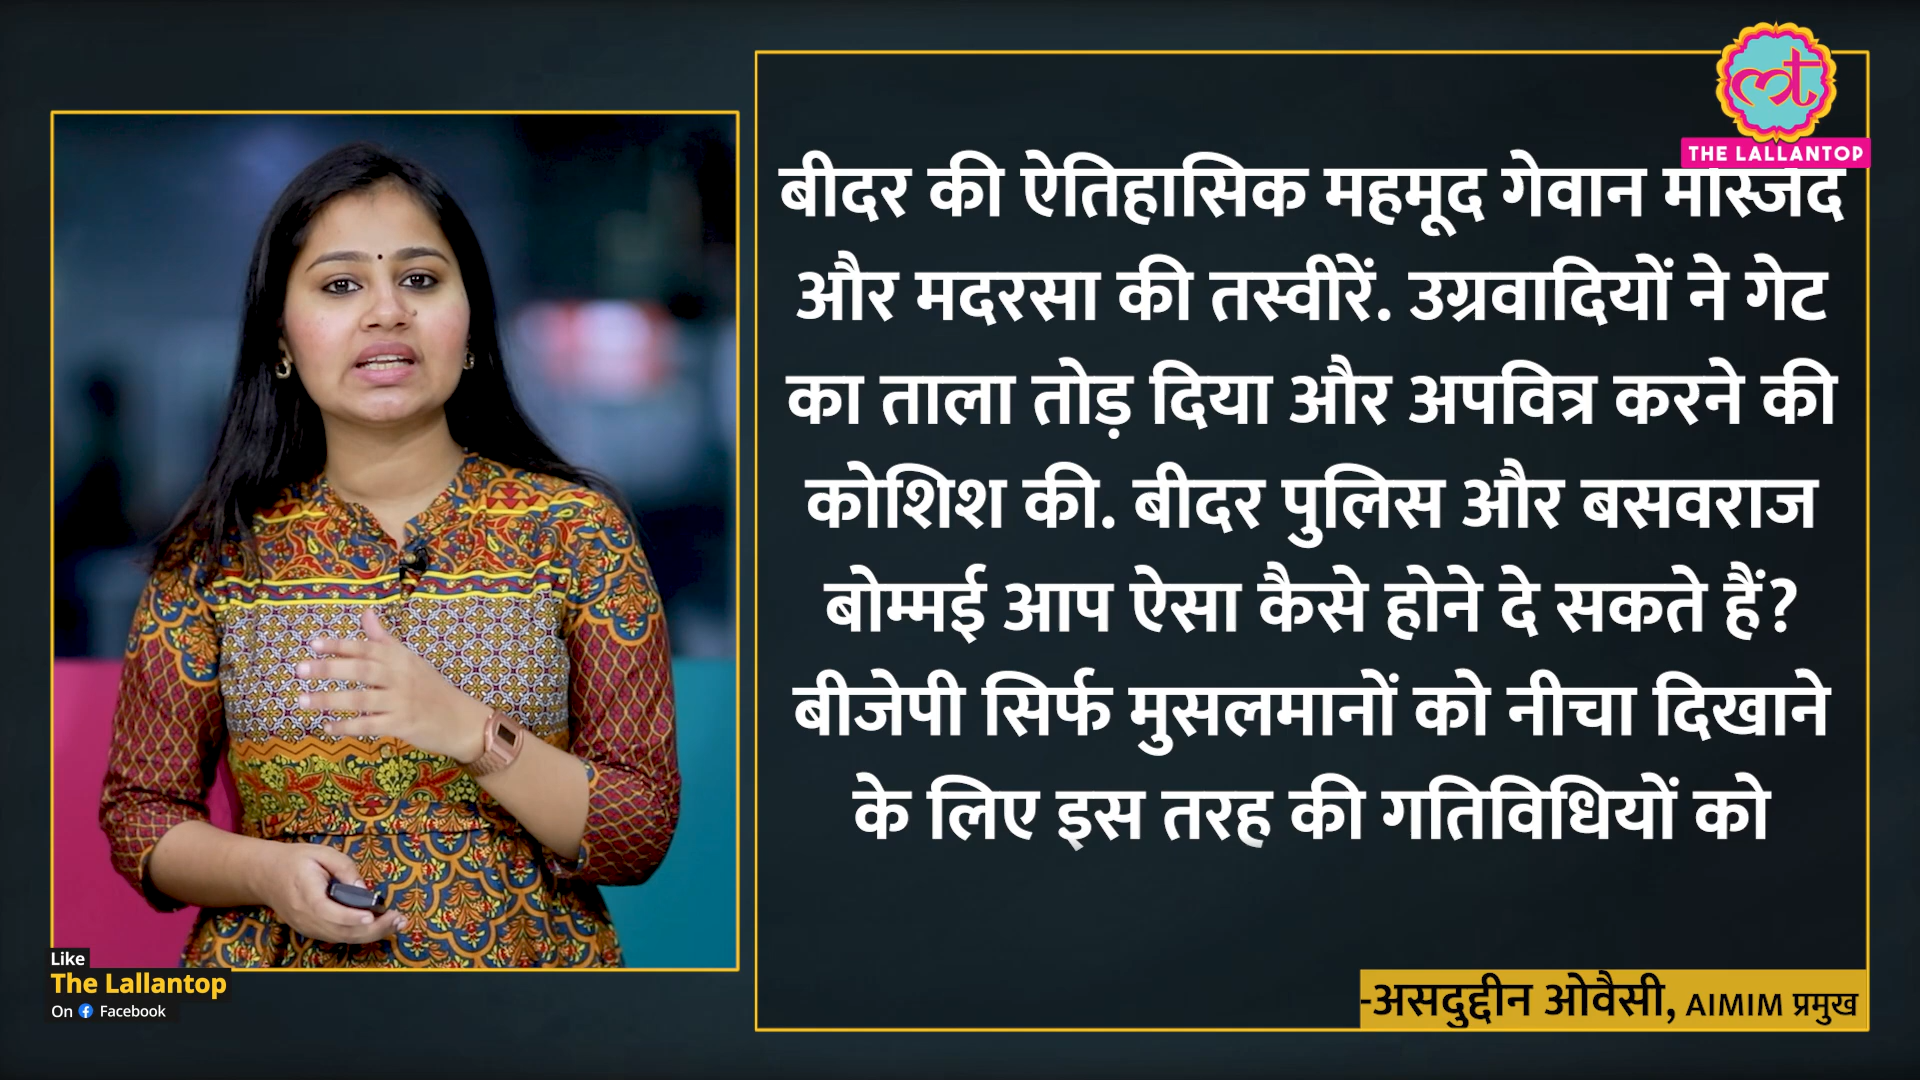 THE LALLANTOP
बीदर की ऐतिहासिक महमूद गेवान मस्जिद
और मदरसा की तस्वीरें. उग्रवादियों ने गेट
का ताला तोड़ दिया और अपवित्र करने की
कोशिश की. बीदर पुलिस और बसवराज
बोम्मई आप ऐसा कैसे होने दे सकते हैं?
बीजेपी सिर्फ मुसलमानों को नीचा दिखाने
के लिए इस तरह की गतिविधियों को
-असदुद्दीन ओवैसी, AIMIM प्रमुख
Like
The Lallantop
On Facebook